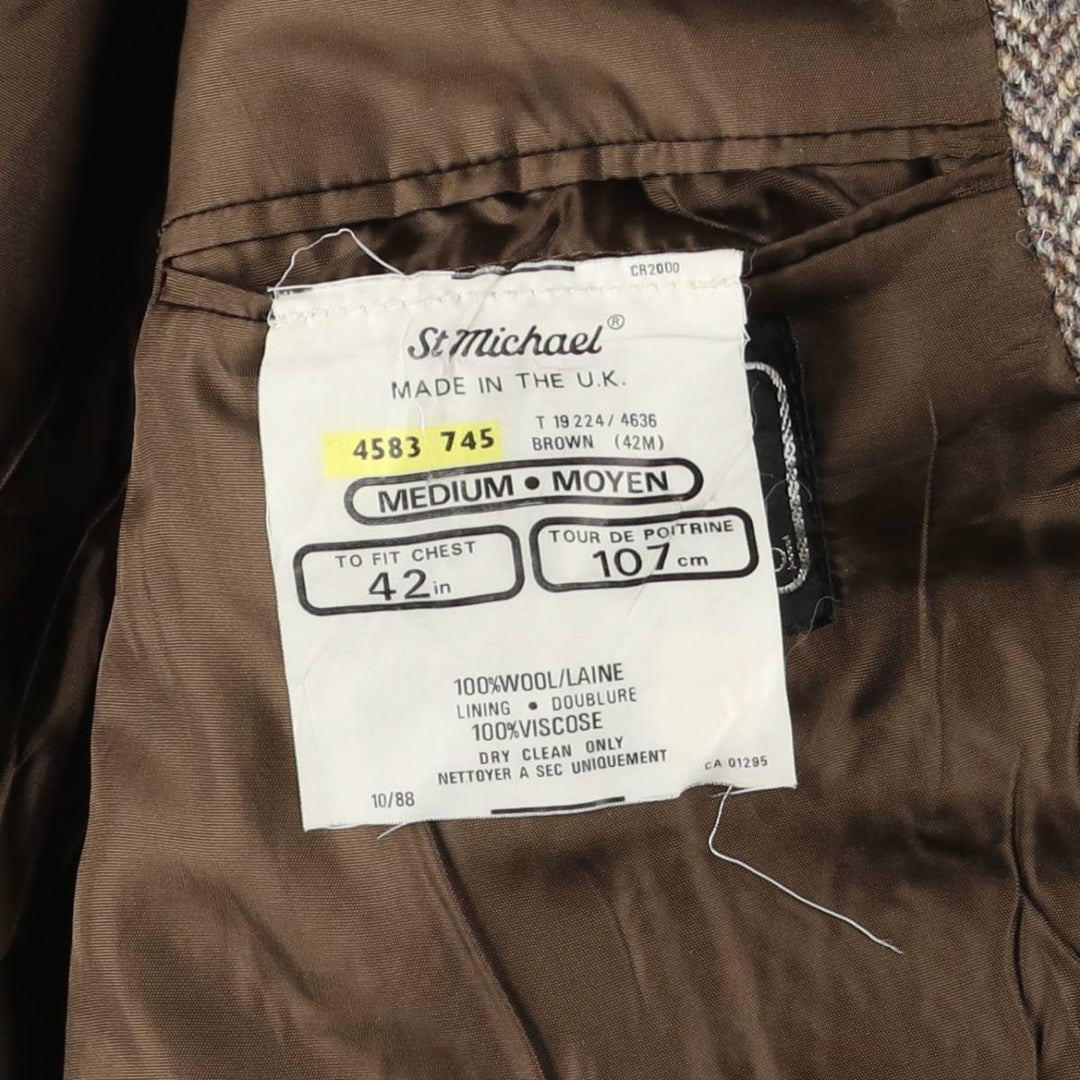 CR2000
St Michael®
MADE IN THE U.K.
T 19 224 / 4636
4583 745
BROWN (42M)
MEDIUM • MOYEN
TO FIT CHEST
42in
TOUR DE POITRINE
107cm
100%WOOL/LAINE
LINING • DOUBLURE
100%VISCOSE
DRY CLEAN ONLY
NETTOYER A SEC UNIQUEMENT
CA 01295
10/88